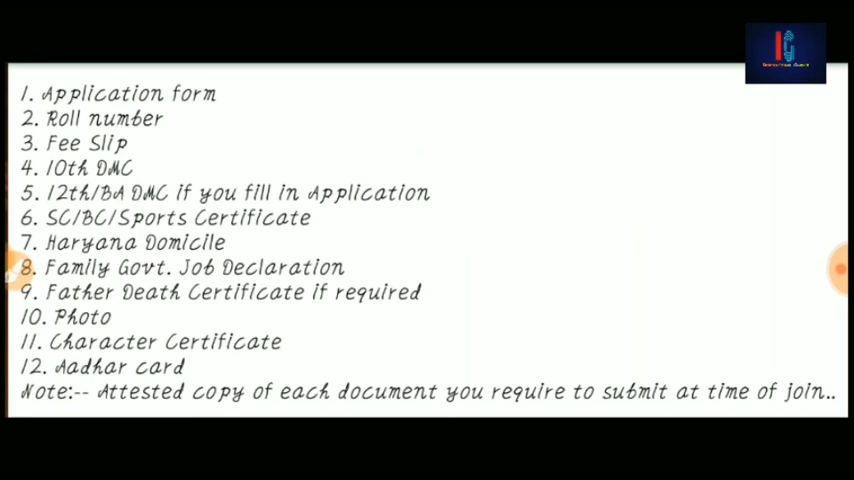 1. Application form
2. Roll number
3. Fee Slip
4. 10th DMC
5. 12th/BA DMC if you fill in Application
6. SC/BC/Sports Certificate
7. Haryana Domicile
8. Family Govt. Job Declaration
9. Father Death Certificate if required
10. Photo
11. Character Certificate
12. Aadhar card
Note:-- Attested copy of each document you require to submit at time of join..